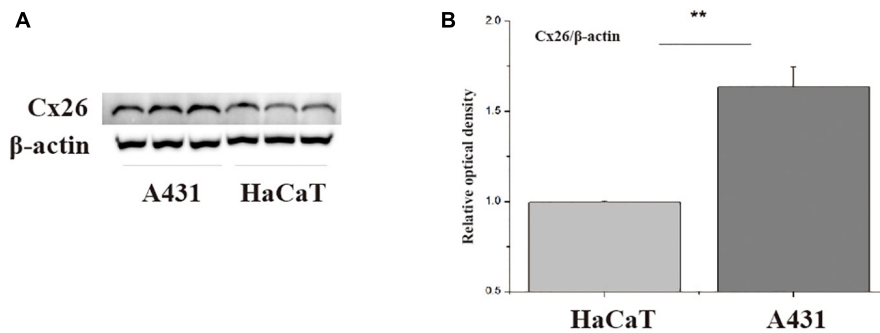 A
Cx26
β-actin
A431 HaCaT
B
Cx26/β-actin
**
Relative optical density
2.0
1.5
1.0
0.5
HaCaT A431